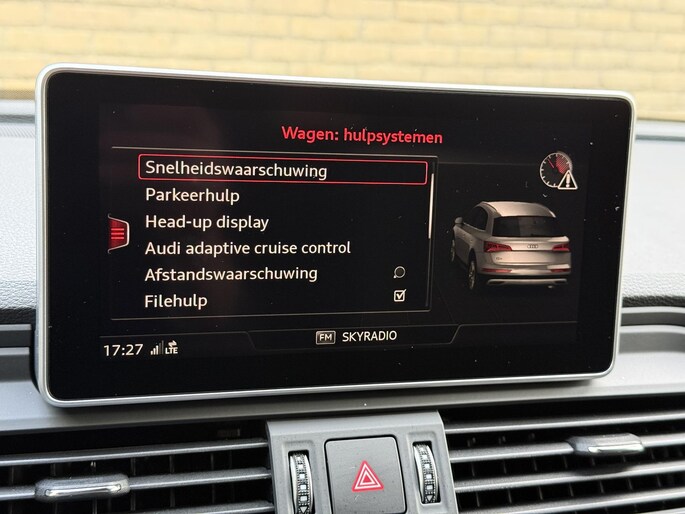 Wagen: hulpsystemen
Snelheidswaarschuwing
Parkeerhulp
Head-up display
Audi adaptive cruise control
Afstandswaarschuwing
Filehulp
FM SKYRADIO
17:27 LTE